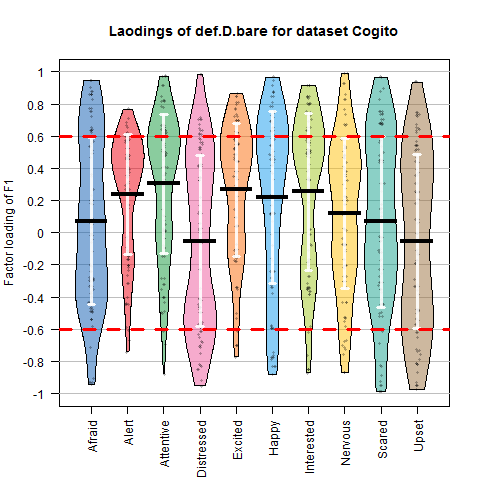 Laodings of def.D.bare for dataset Cogito
Factor loading of F1
1
0.8
0.6
0.4
0.2
0
-0.2
-0.4
-0.6
-0.8
-1
Afraid
Alert
Attentive
Distressed
Excited
Happy
Interested
Nervous
Scared
Upset